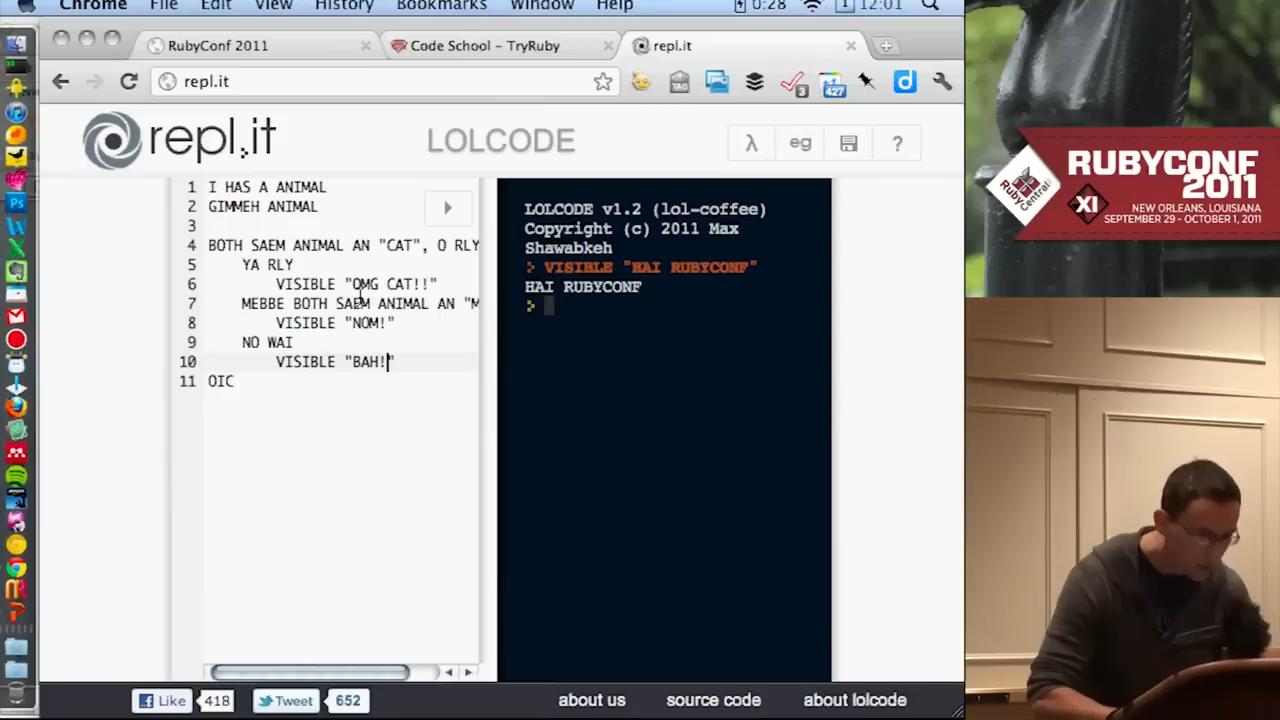 Chrome File Edit View History Bookmarks Window Help 0:28 12:01
RubyConf 2011
Code School - TryRuby
repl.it
repl.it
3
+1
427
repl.it
LOLCODE
λ eg ?
1 I HAS A ANIMAL
2 GIMMEH ANIMAL
3
4 BOTH SAEM ANIMAL AN "CAT", O RLY
5 YA RLY
6 VISIBLE "OMG CAT!!"
7 MEBBE BOTH SAEM ANIMAL AN "M
8 VISIBLE "NOM!"
9 NO WAI
10 VISIBLE "BAH!"
11 OIC
LOLCODE v1.2 (lol-coffee)
Copyright (c) 2011 Max
Shawabkeh
> VISIBLE "HAI RUBYCONF"
HAI RUBYCONF
>
Like 418
Tweet 652
about us source code about lolcode
RubyCentral
XI
RUBYCONF
2011
NEW ORLEANS, LOUISIANA
SEPTEMBER 29 - OCTOBER 1, 2011